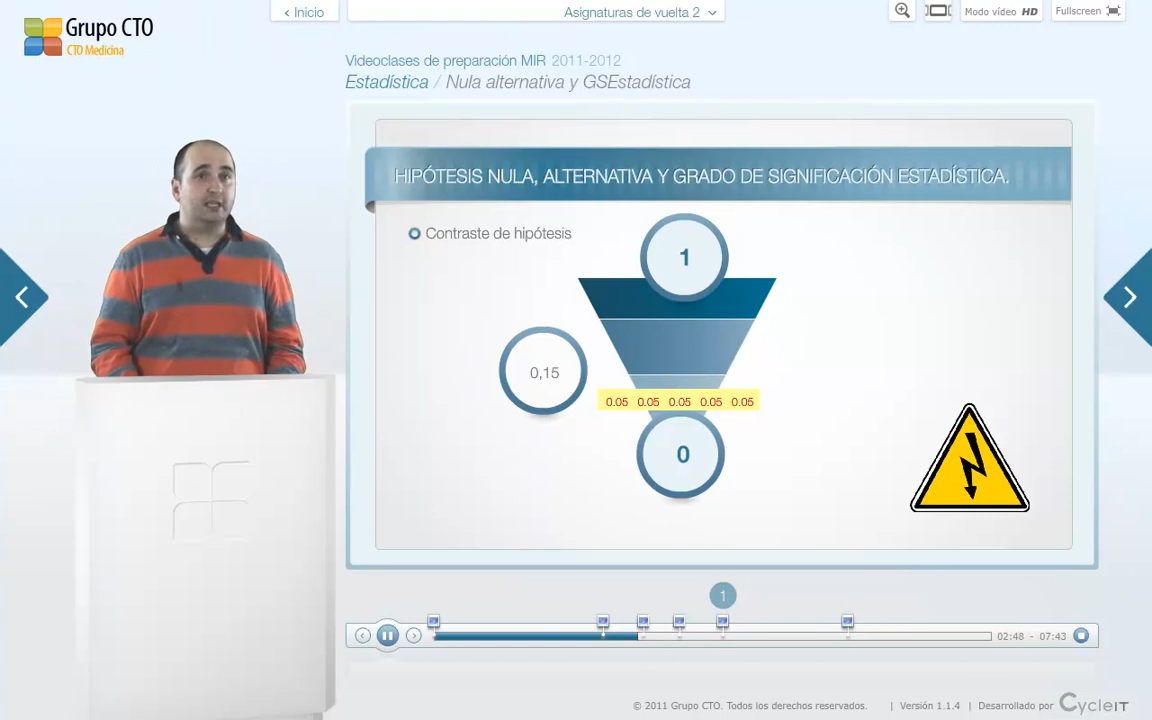 Grupo CTO
CTO Medicina
‹ Inicio
Asignaturas de vuelta 2
Modo vídeo HD
Fullscreen
Videoclases de preparación MIR 2011-2012
Estadística / Nula alternativa y GSEstadística
HIPÓTESIS NULA, ALTERNATIVA Y GRADO DE SIGNIFICACIÓN ESTADÍSTICA.
Contraste de hipótesis
1
0,15
0.05 0.05 0.05 0.05 0.05
0
1
02:48 - 07:43
© 2011 Grupo CTO. Todos los derechos reservados. | Versión 1.1.4 | Desarrollado por CycleIT